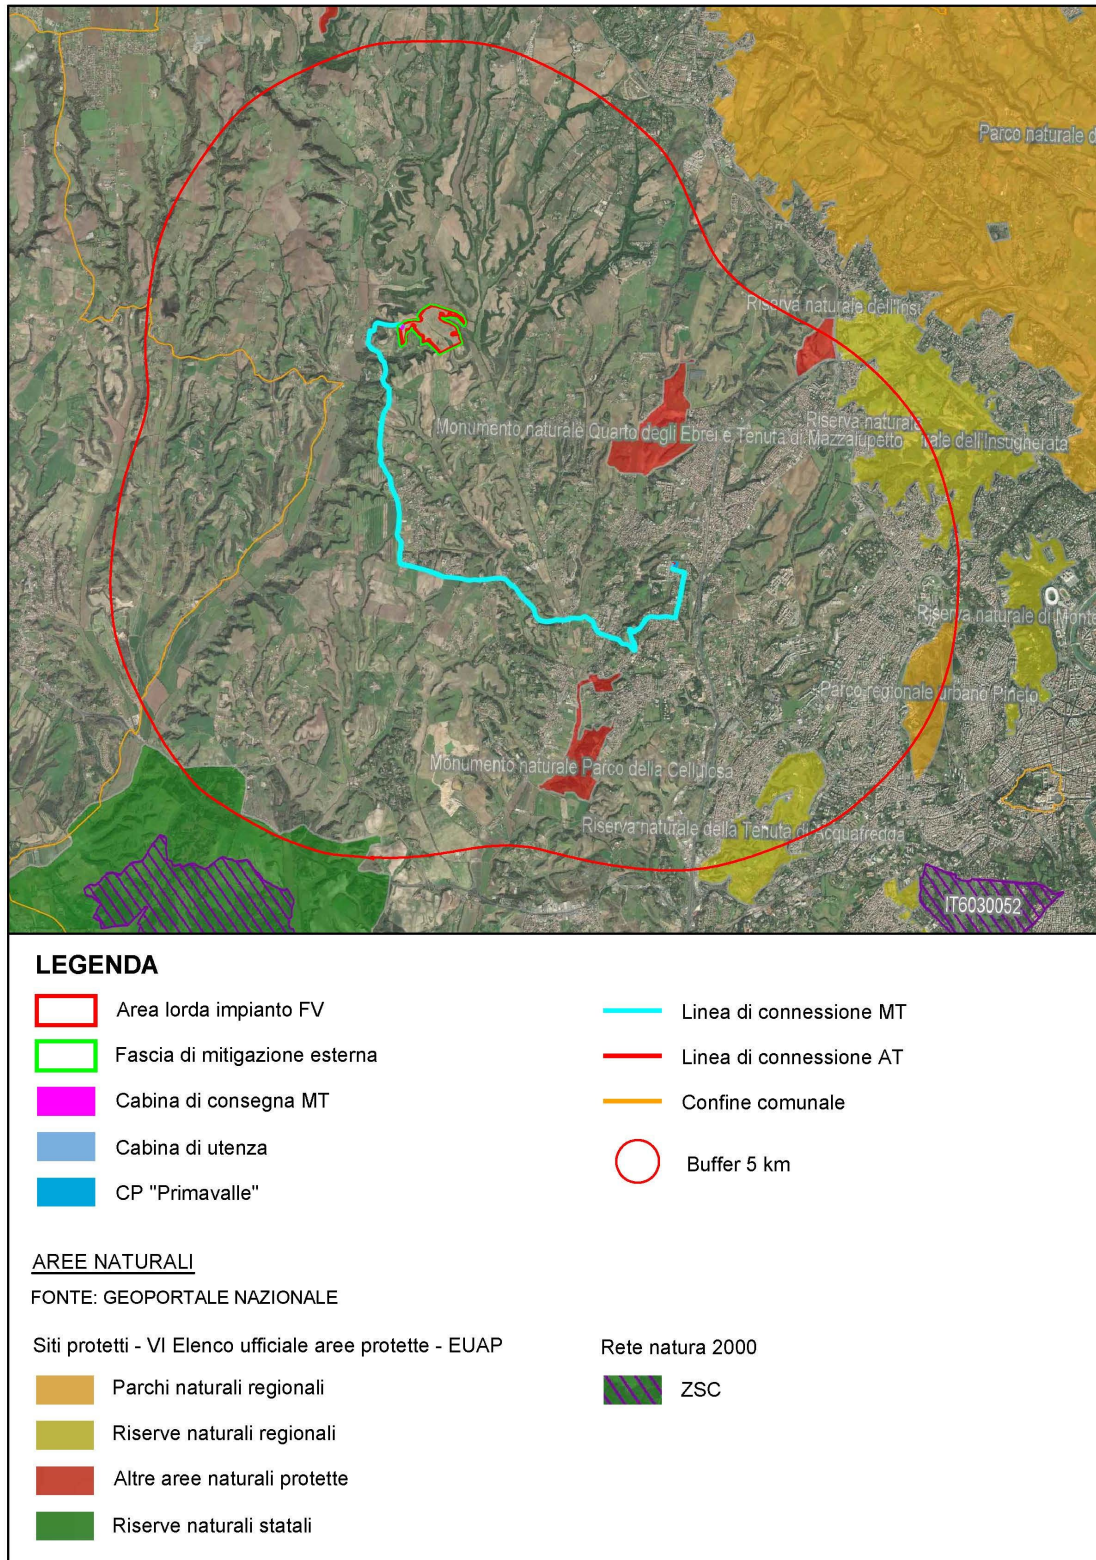 Parco naturale d
Riserva naturale dell'Insi
Riserva natural
Monumento naturale Quarto degli Ebrei e Tenuta di Mazzalupetto
rale dell'Insugherata
Riserva naturale di Monte
Parco regionale urbano Pineto
Monumento naturale Parco della Cellulosa
Riserva naturale della Tenuta di Acquafredda
IT6030052
LEGENDA
Area lorda impianto FV
Fascia di mitigazione esterna
Cabina di consegna MT
Cabina di utenza
CP "Primavalle"
Linea di connessione MT
Linea di connessione AT
Confine comunale
Buffer 5 km
AREE NATURALI
FONTE: GEOPORTALE NAZIONALE
Siti protetti - VI Elenco ufficiale aree protette - EUAP
Parchi naturali regionali
Riserve naturali regionali
Altre aree naturali protette
Riserve naturali statali
Rete natura 2000
ZSC